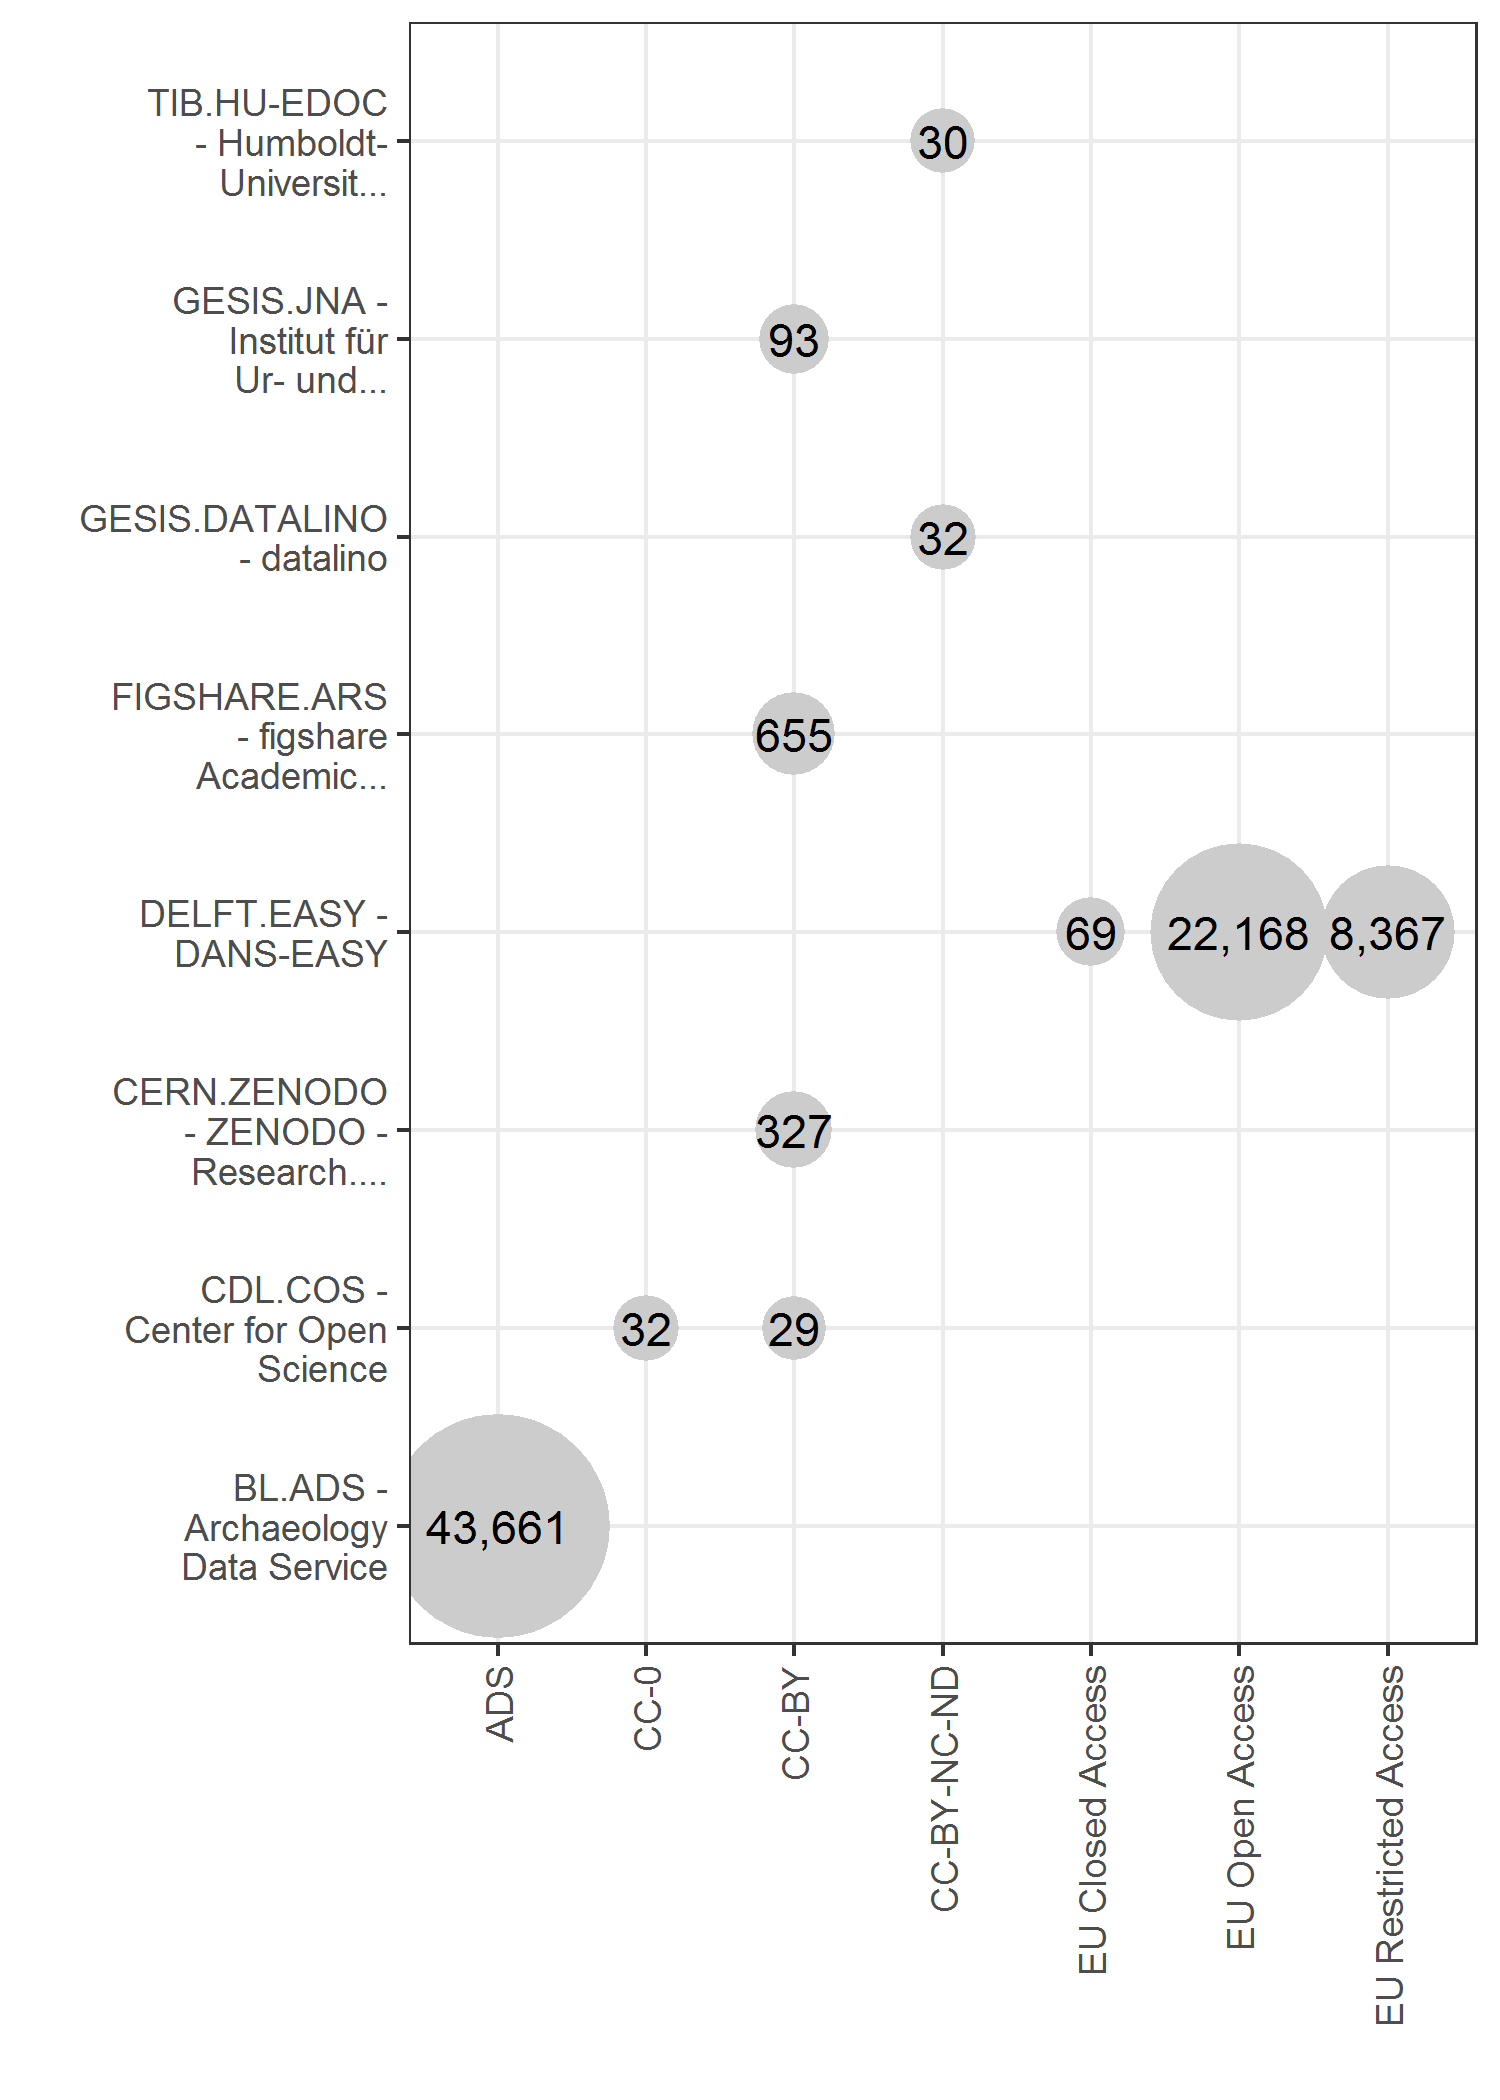 TIB.HU-EDOC
- Humboldt-
Universit...
30
GESIS.JNA -
Institut für
Ur- und...
93
GESIS.DATALINO
- datalino
32
FIGSHARE.ARS
- figshare
Academic...
655
DELFT.EASY -
DANS-EASY
69
22,168
8,367
CERN.ZENODO
- ZENODO -
Research....
327
CDL.COS -
Center for Open
Science
32
29
BL.ADS -
Archaeology
Data Service
43,661
ADS
CC-0
CC-BY
CC-BY-NC-ND
EU Closed Access
EU Open Access
EU Restricted Access